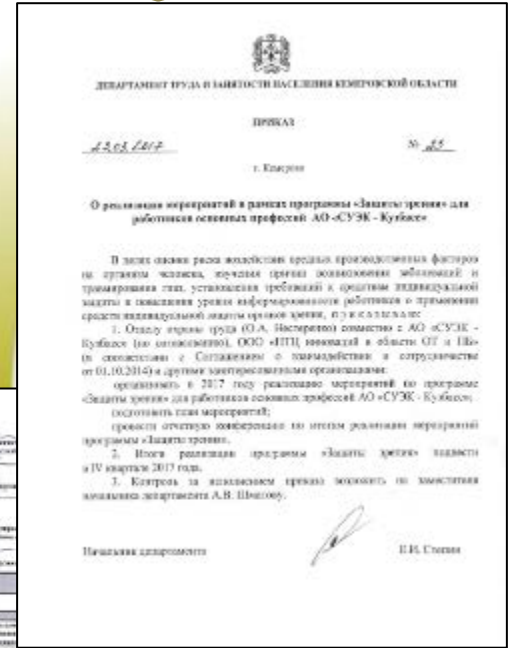 ДЕПАРТАМЕНТ ТРУДА И ЗАНЯТОСТИ НАСЕЛЕНИЯ КЕМЕРОВСКОЙ ОБЛАСТИ
ПРИКАЗ
03.2017 №
г. Кемерово
О реализации мероприятий в рамках программы «Защиты зрения» для
работников основных профессий АО «СУЭК - Кузбасс»
В целях оценки риска воздействия вредных производственных факторов
на организм человека, изучения причин возникновения заболеваний и
травмирования глаз, установления требований к средствам индивидуальной
защиты и повышения уровня информированности работников о применении
средств индивидуальной защиты органов зрения, п р и к а з ы в а ю:
1. Отделу охраны труда (О.А. Нестеренко) совместно с АО «СУЭК -
Кузбасс» (по согласованию), ООО «НТЦ инноваций в области ОТ и ПБ»
(в соответствии с Соглашением о взаимодействии и сотрудничестве
от 01.10.2014) и другими заинтересованными организациями:
организовать в 2017 году реализацию мероприятий по программе
«Защиты зрения» для работников основных профессий АО «СУЭК - Кузбасс»;
подготовить план мероприятий;
провести отчетную конференцию по итогам реализации мероприятий
программы «Защиты зрения».
2. Итоги реализации программы «Защиты зрения» подвести
в IV квартале 2017 года.
3. Контроль за исполнением приказа возложить на заместителя
начальника департамента А.В.
Начальник департамента Е.И. Степин